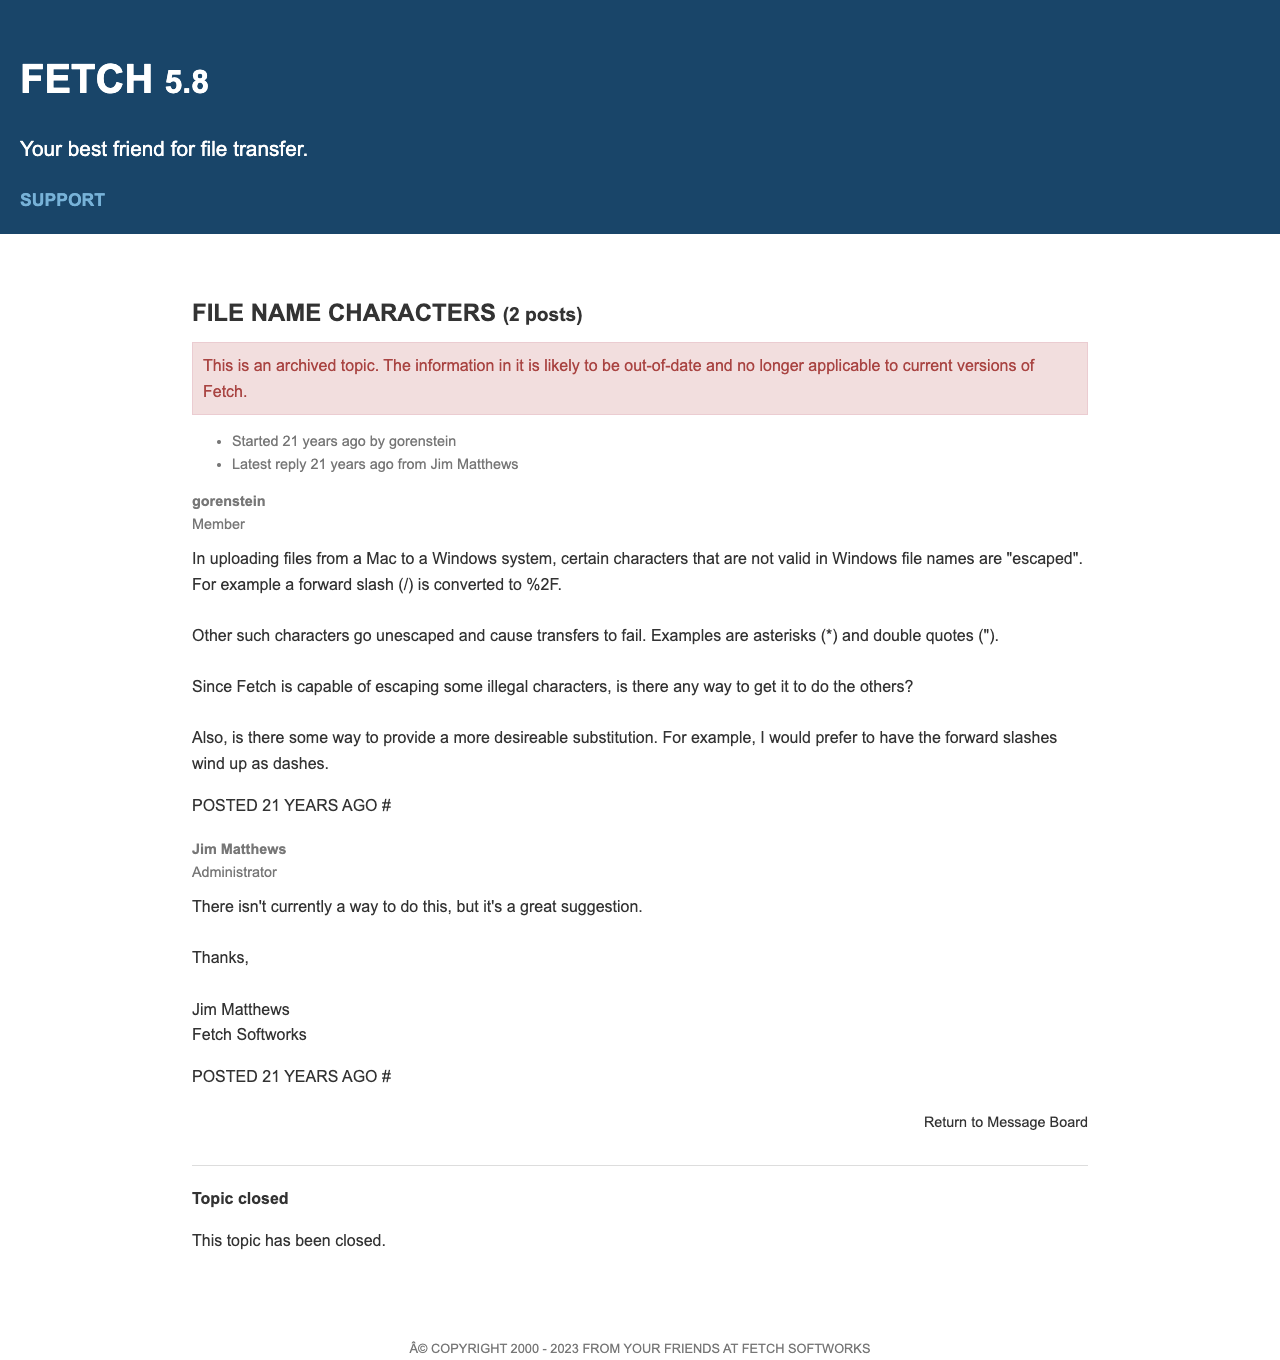 FETCH 5.8
Your best friend for file transfer.
SUPPORT
FILE NAME CHARACTERS (2 posts)
This is an archived topic. The information in it is likely to be out-of-date and no longer applicable to current versions of
Fetch.
• Started 21 years ago by gorenstein
• Latest reply 21 years ago from Jim Matthews
gorenstein
Member
In uploading files from a Mac to a Windows system, certain characters that are not valid in Windows file names are "escaped".
For example a forward slash (/) is converted to %2F.
Other such characters go unescaped and cause transfers to fail. Examples are asterisks (*) and double quotes (").
Since Fetch is capable of escaping some illegal characters, is there any way to get it to do the others?
Also, is there some way to provide a more desireable substitution. For example, I would prefer to have the forward slashes
wind up as dashes.
POSTED 21 YEARS AGO #
Jim Matthews
Administrator
There isn't currently a way to do this, but it's a great suggestion.
Thanks,
Jim Matthews
Fetch Softworks
POSTED 21 YEARS AGO #
Return to Message Board
Topic closed
This topic has been closed.
Â© COPYRIGHT 2000 - 2023 FROM YOUR FRIENDS AT FETCH SOFTWORKS